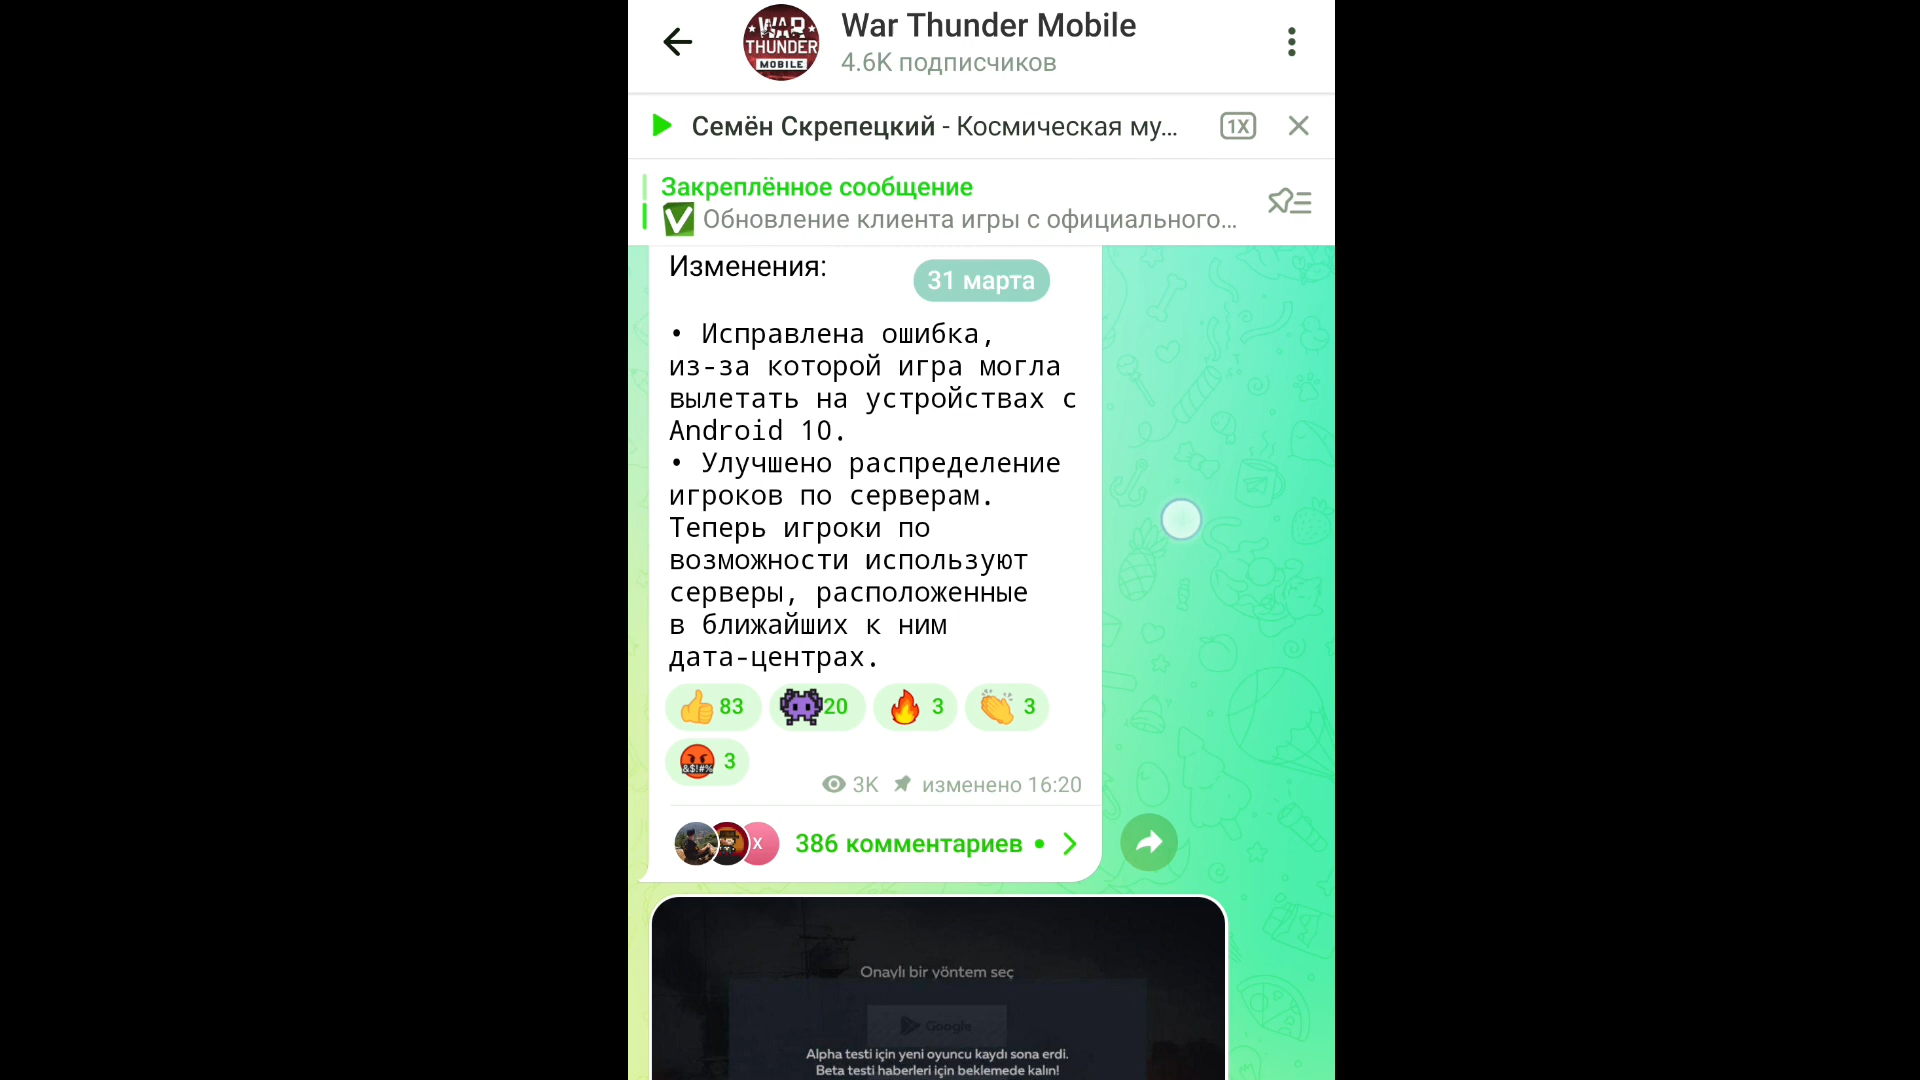 War Thunder Mobile
WAR
THUNDER
MOBILE
4.6K подписчиков
Семён Скрепецкий - Космическая му...
1X
Закреплённое сообщение
✅ Обновление клиента игры с официального...
Изменения:
31 марта
• Исправлена ошибка,
из-за которой игра могла
вылетать на устройствах с
Android 10.
• Улучшено распределение
игроков по серверам.
Теперь игроки по
возможности используют
серверы, расположенные
в ближайших к ним
дата-центрах.
👍 83 👾 20 🔥 3 👏 3
🤬 3
3K изменено 16:20
X
386 комментариев •
Onaylı bir yöntem seç
Google
Alpha testi için yeni oyuncu kaydı sona erdi.
Beta testi haberleri için beklemede kalın!